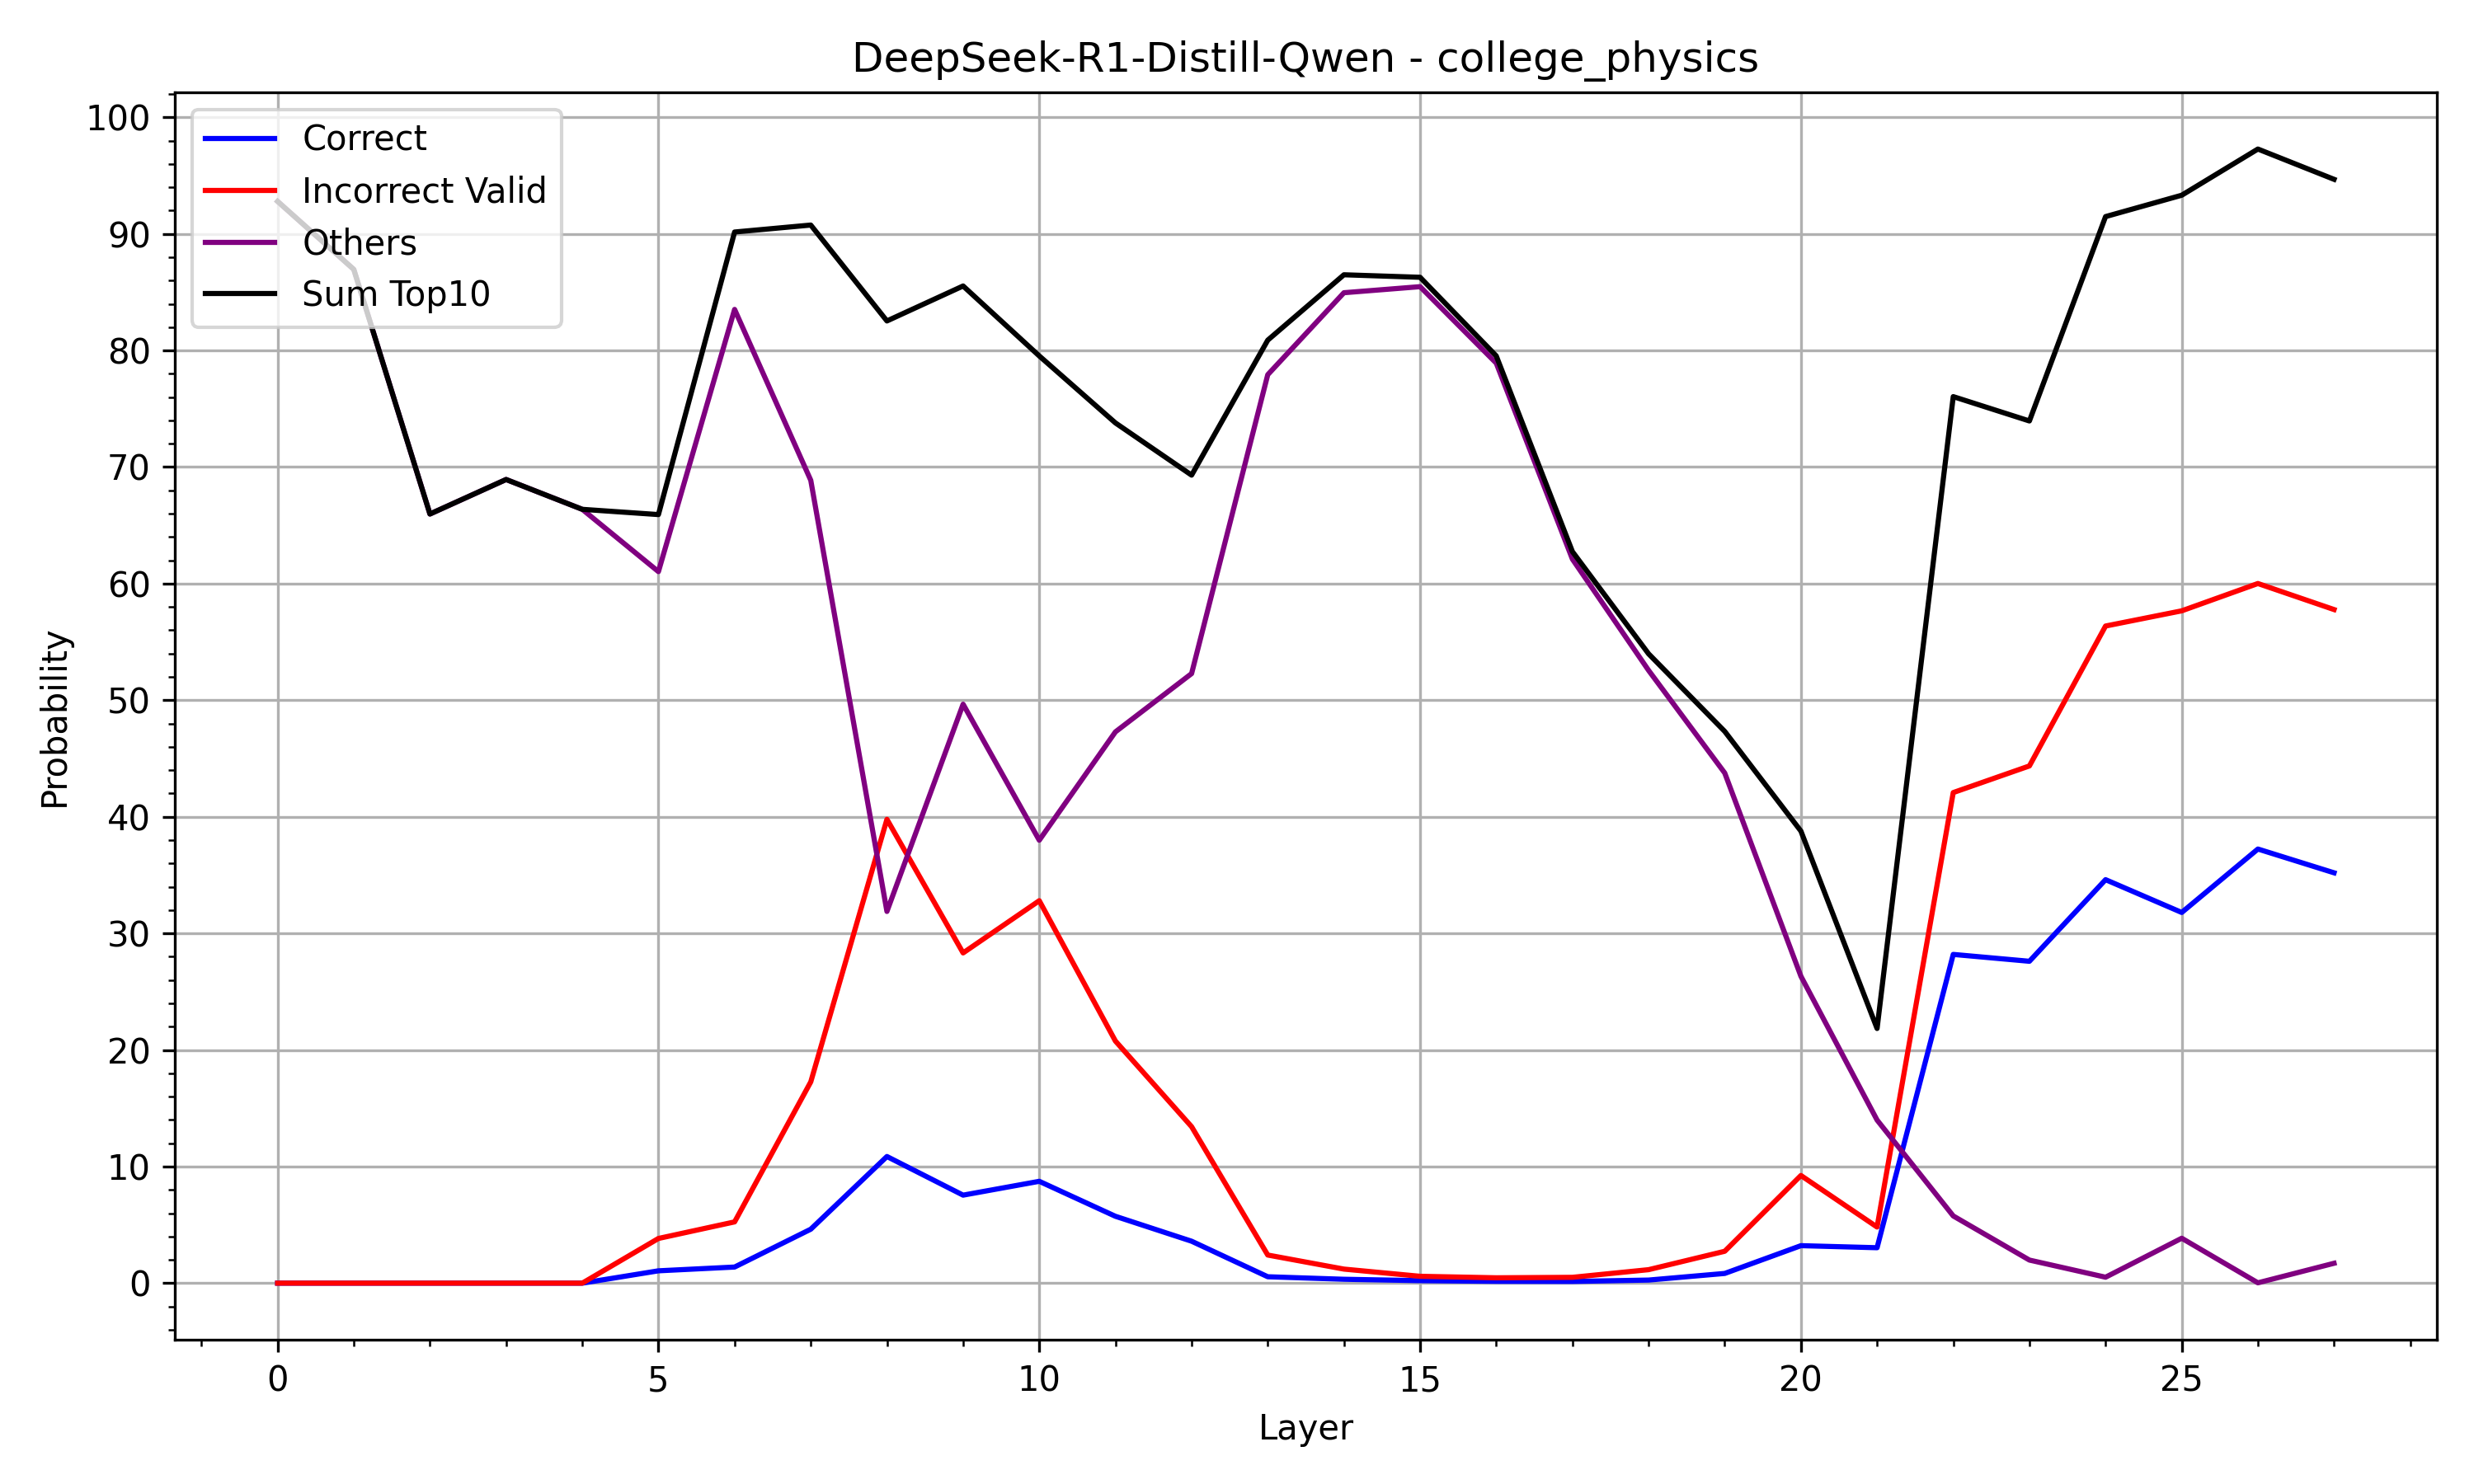 DeepSeek-R1-Distill-Qwen - college_physics
Correct
Incorrect Valid
Others
Sum Top10
Probability
100
90
80
70
60
50
40
30
20
10
0
0 5 10 15 20 25
Layer